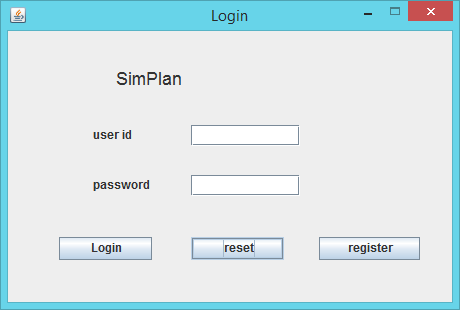 Login
SimPlan
user id
password
Login reset register